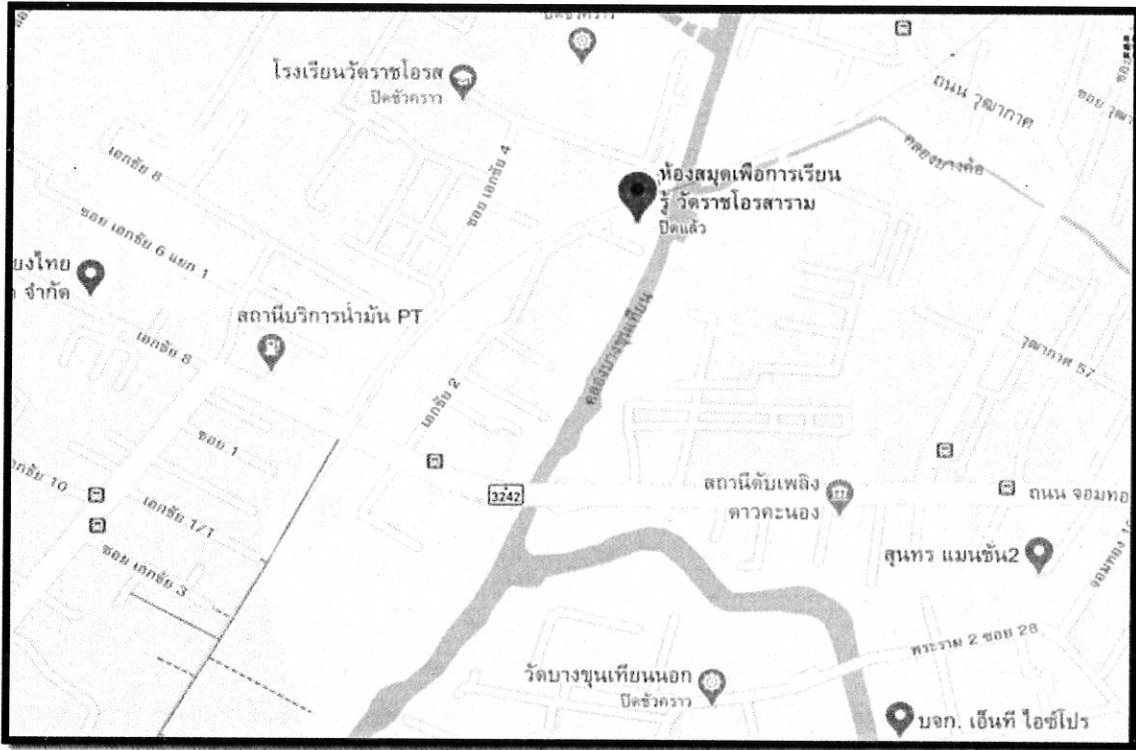 ปิดชั่วคราว
โรงเรียนวัดราชโอรส
ปิดชั่วคราว
ถนน วุฒากาศ
คลองยางค้อ
ซอย เอกชัย 4
เอกชัย 8
ห้องสมุดเพื่อการเรียน
รู้ วัดราชโอรสาราม
ปิดแล้ว
ซอย เอกชัย 6 แยก 1
ยงไทย
จำกัด
สถานีบริการน้ำมัน PT
คลองบางขุนเทียน
เอกชัย 8
วุฒากาศ 57
เอกชัย 2
ซอย 1
เอกชัย 10
3242
สถานีดับเพลิง
ดาวคะนอง
ถนน จอมทอ
เอกชัย 1/1
สุนทร แมนชั่น2
ซอย เอกชัย 3
พระราม 2 ซอย 28
วัดบางขุนเทียนนอก
ปิดชั่วคราว
บจก. เอ็นที ไอซ์โปร